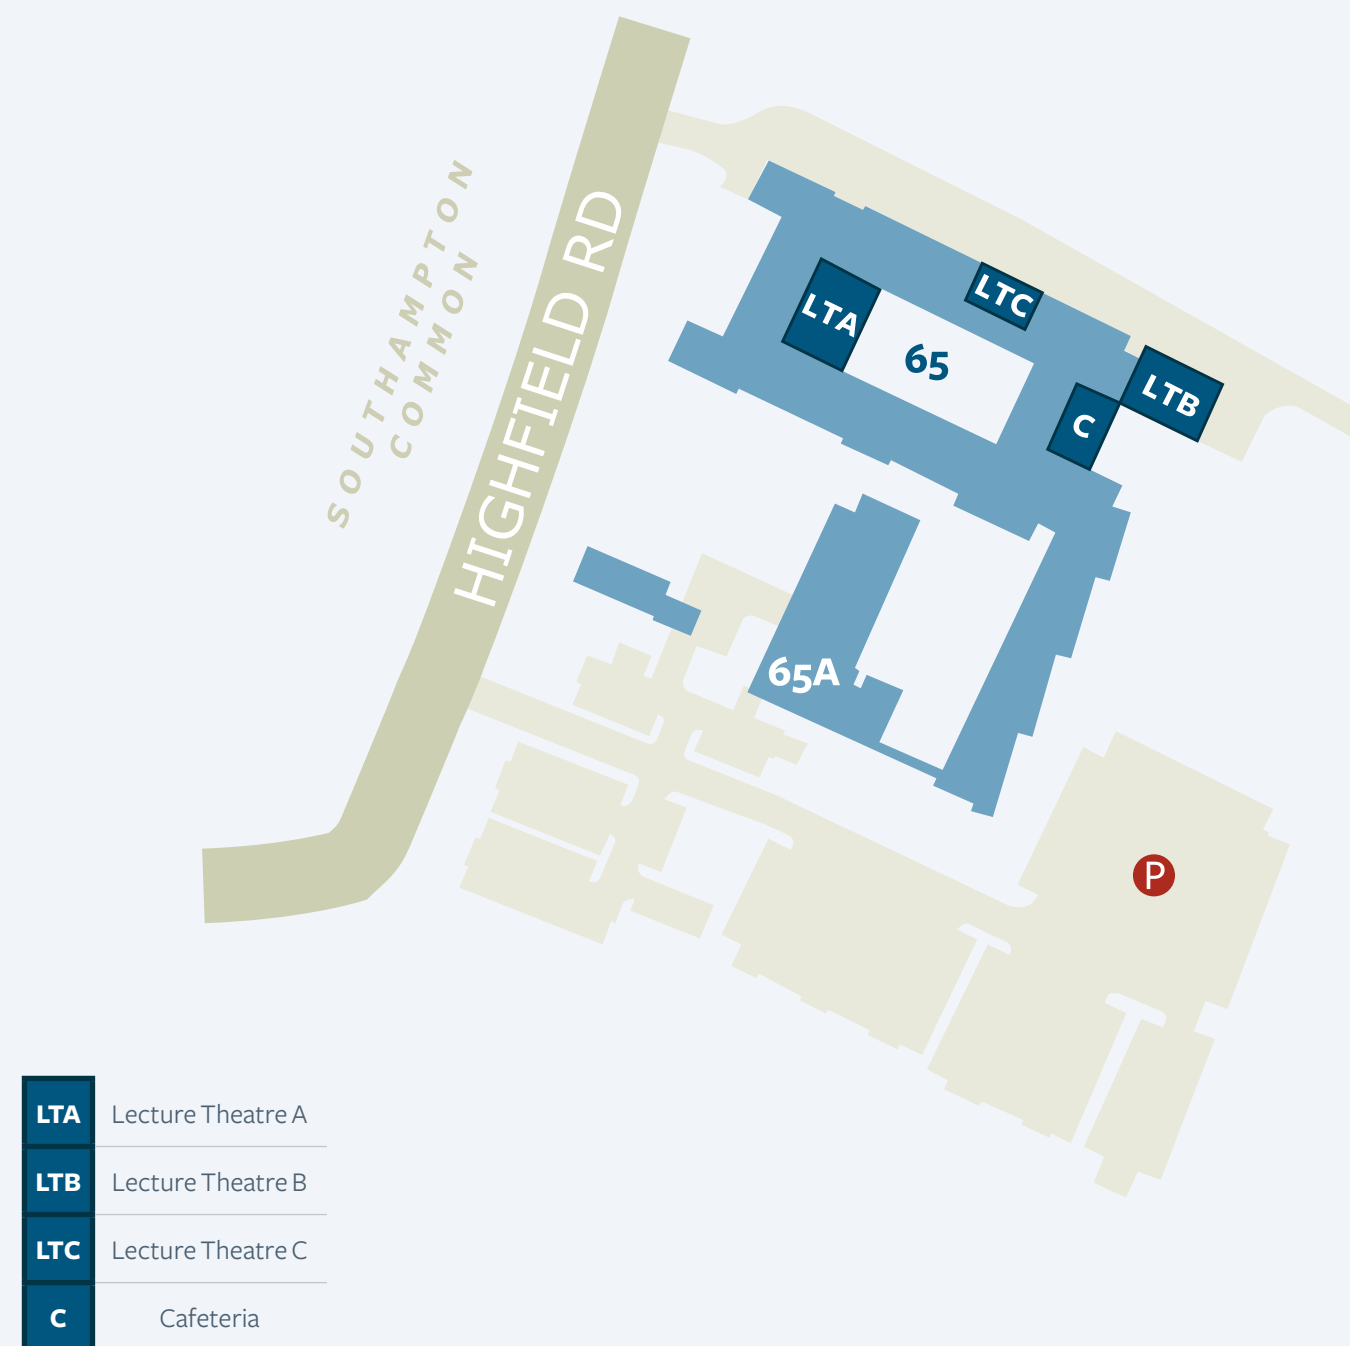 SOUTHAMPTON
COMMON
HIGHFIELD RD
LTA
LTC
65
LTB
C
65A
P
LTA Lecture Theatre A
LTB Lecture Theatre B
LTC Lecture Theatre C
C Cafeteria